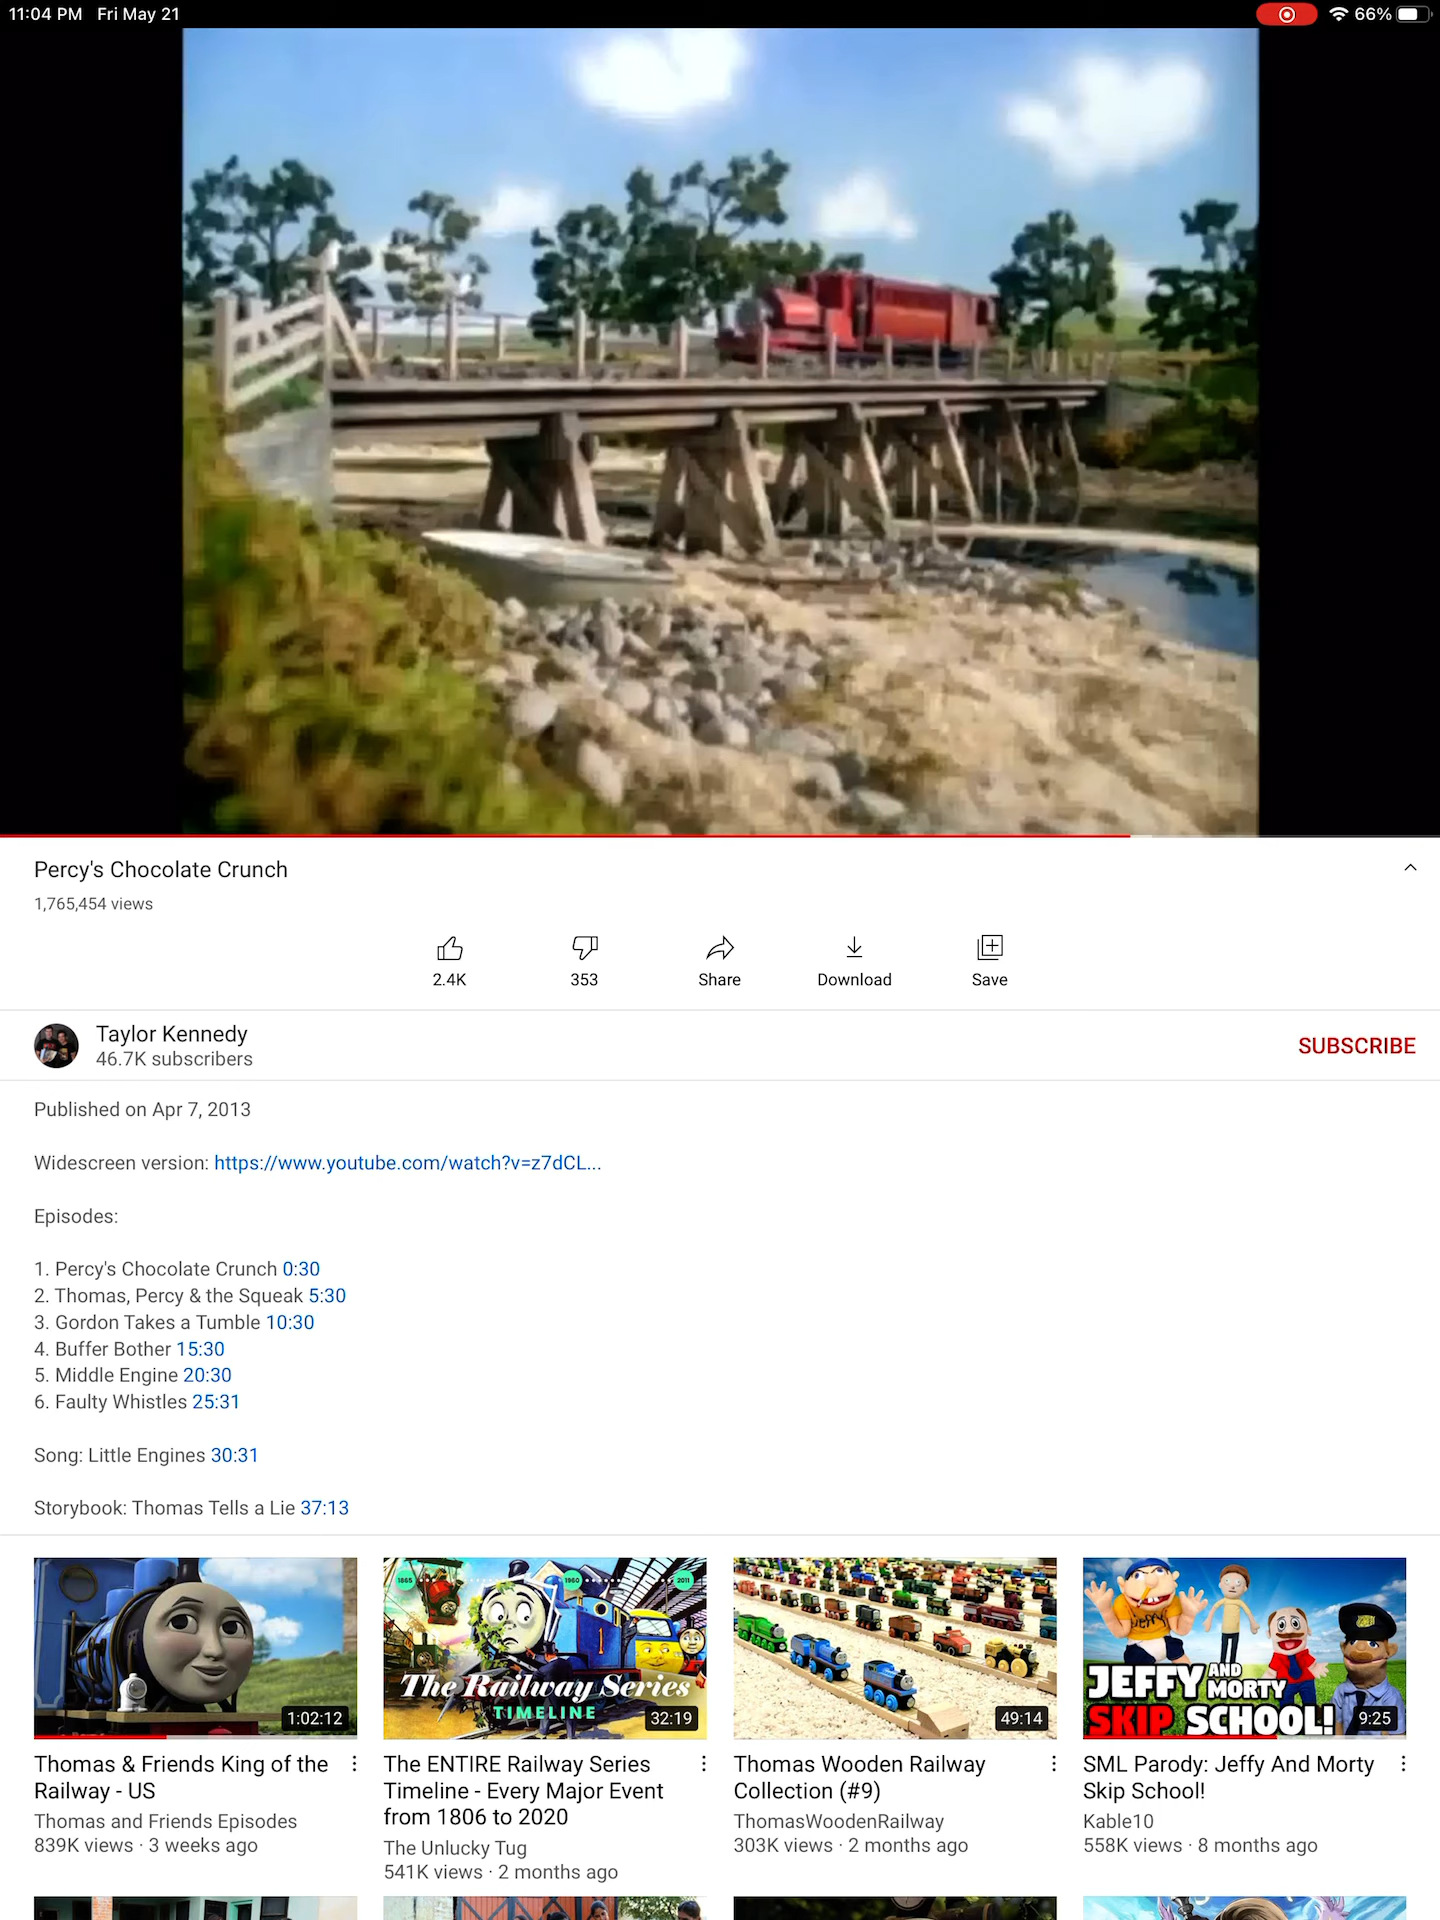 11:04 PM Fri May 21
66%
Percy's Chocolate Crunch
1,765,454 views
2.4K
353
Share
Download
Save
Taylor Kennedy
46.7K subscribers
SUBSCRIBE
Published on Apr 7, 2013
Widescreen version: https://www.youtube.com/watch?v=z7dCL...
Episodes:
1. Percy's Chocolate Crunch 0:30
2. Thomas, Percy & the Squeak 5:30
3. Gordon Takes a Tumble 10:30
4. Buffer Bother 15:30
5. Middle Engine 20:30
6. Faulty Whistles 25:31
Song: Little Engines 30:31
Storybook: Thomas Tells a Lie 37:13
1:02:12
Thomas & Friends King of the
Railway - US
Thomas and Friends Episodes
839K views · 3 weeks ago
1865
1960
2011
1
The Railway Series
TIMELINE
32:19
The ENTIRE Railway Series
Timeline - Every Major Event
from 1806 to 2020
The Unlucky Tug
541K views · 2 months ago
49:14
Thomas Wooden Railway
Collection (#9)
ThomasWoodenRailway
303K views · 2 months ago
Jeffy
JEFFY AND MORTY
SKIP SCHOOL!
9:25
SML Parody: Jeffy And Morty
Skip School!
Kable10
558K views · 8 months ago